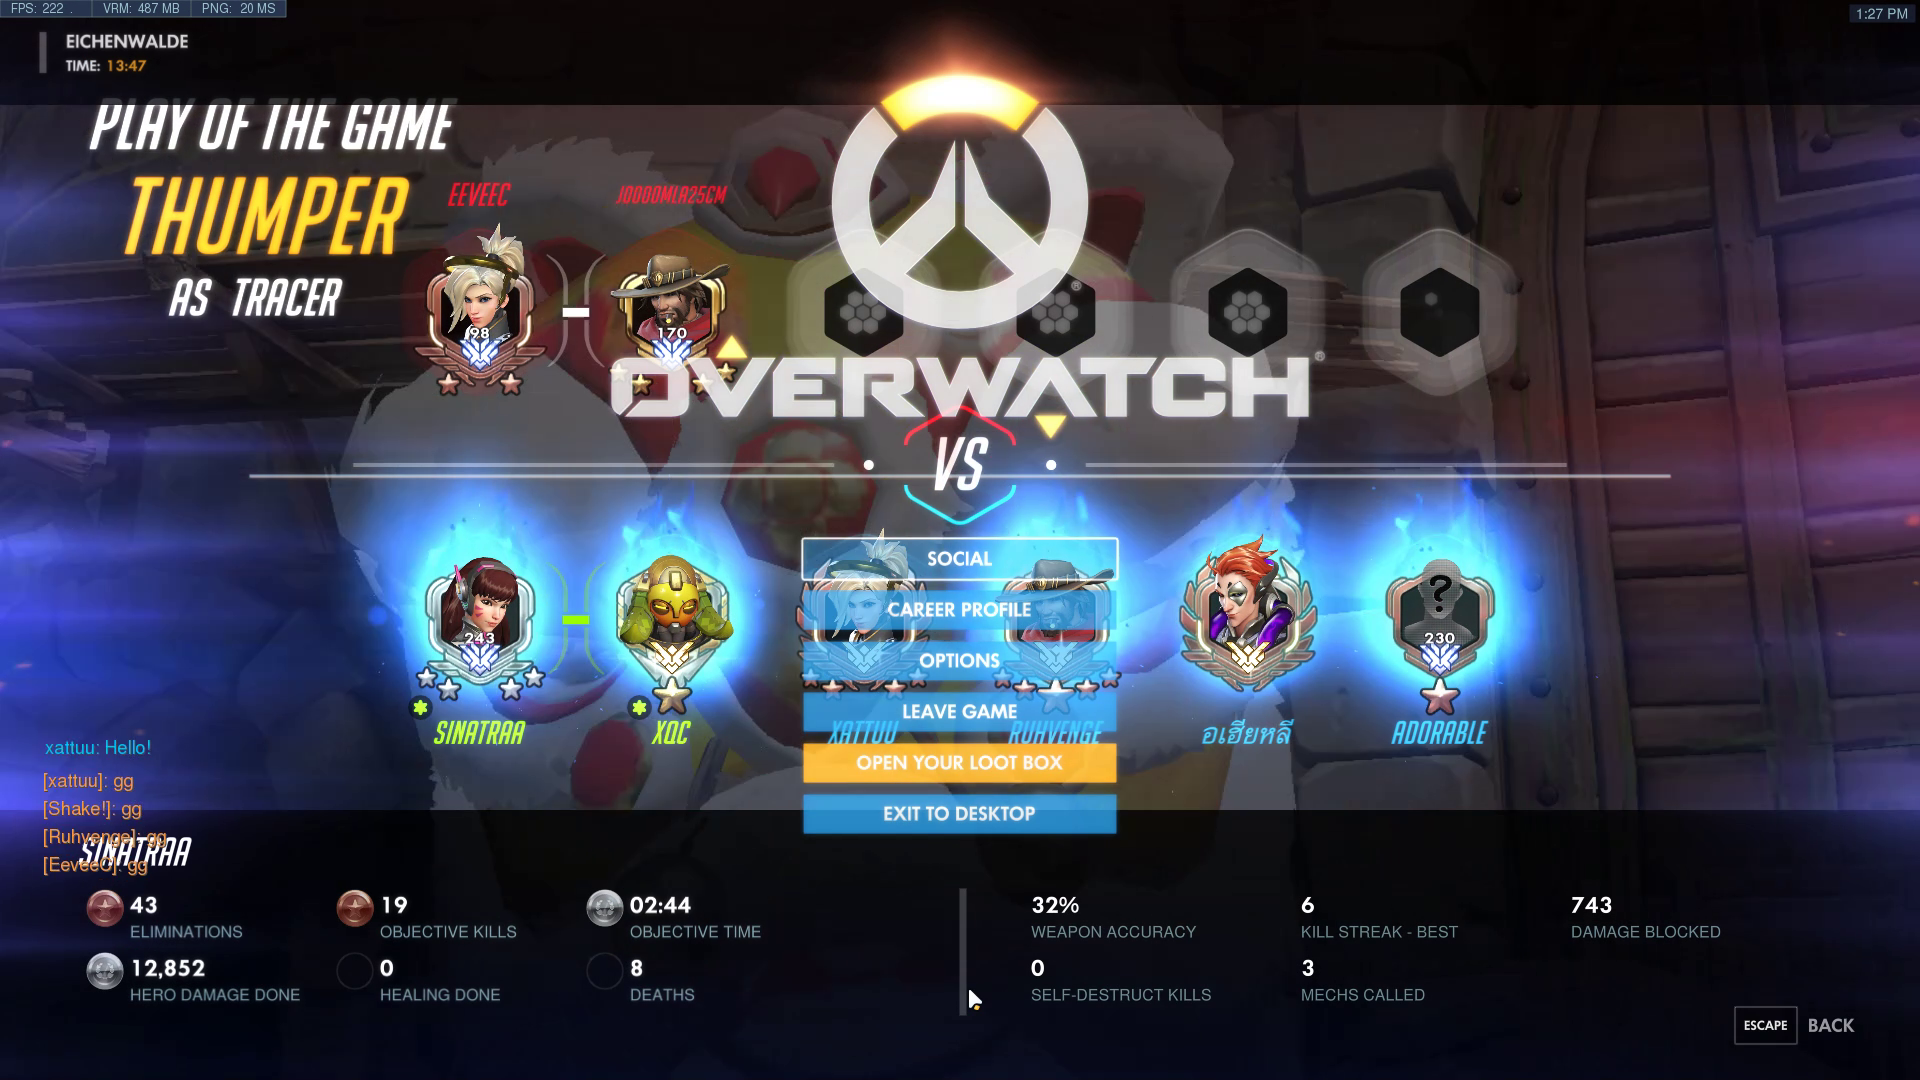 FPS: 222 .
VRM: 487 MB
PNG: 20 MS
1:27 PM
EICHENWALDE
TIME: 13:47
PLAY OF THE GAME
THUMPER
AS TRACER
EEVEEC
98
170
OVERWATCH
VS
243
230
SINATRAA
XQC
XATTUU
RUHVENGE
อเฮียหลี
ADORABLE
SOCIAL
CAREER PROFILE
OPTIONS
LEAVE GAME
OPEN YOUR LOOT BOX
EXIT TO DESKTOP
xattuu: Hello!
[xattuu]: gg
[Shake!]: gg
[Ruhvenge]: gg
[EeveeC]: gg
SINATRAA
43
ELIMINATIONS
19
OBJECTIVE KILLS
02:44
OBJECTIVE TIME
12,852
HERO DAMAGE DONE
0
HEALING DONE
8
DEATHS
32%
WEAPON ACCURACY
6
KILL STREAK - BEST
743
DAMAGE BLOCKED
0
SELF-DESTRUCT KILLS
3
MECHS CALLED
ESCAPE
BACK